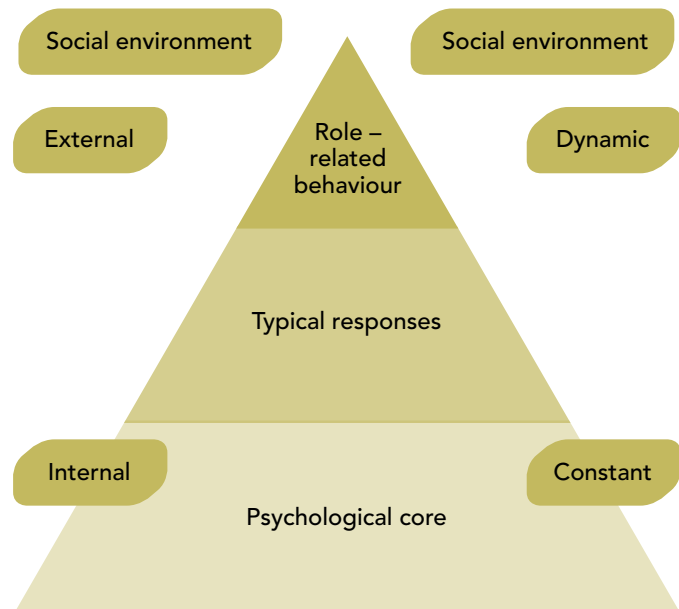 Social environment
Social environment
External
Role –
related
behaviour
Dynamic
Typical responses
Internal
Constant
Psychological core